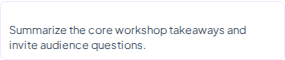 Summarize the core workshop takeaways and
invite audience questions.